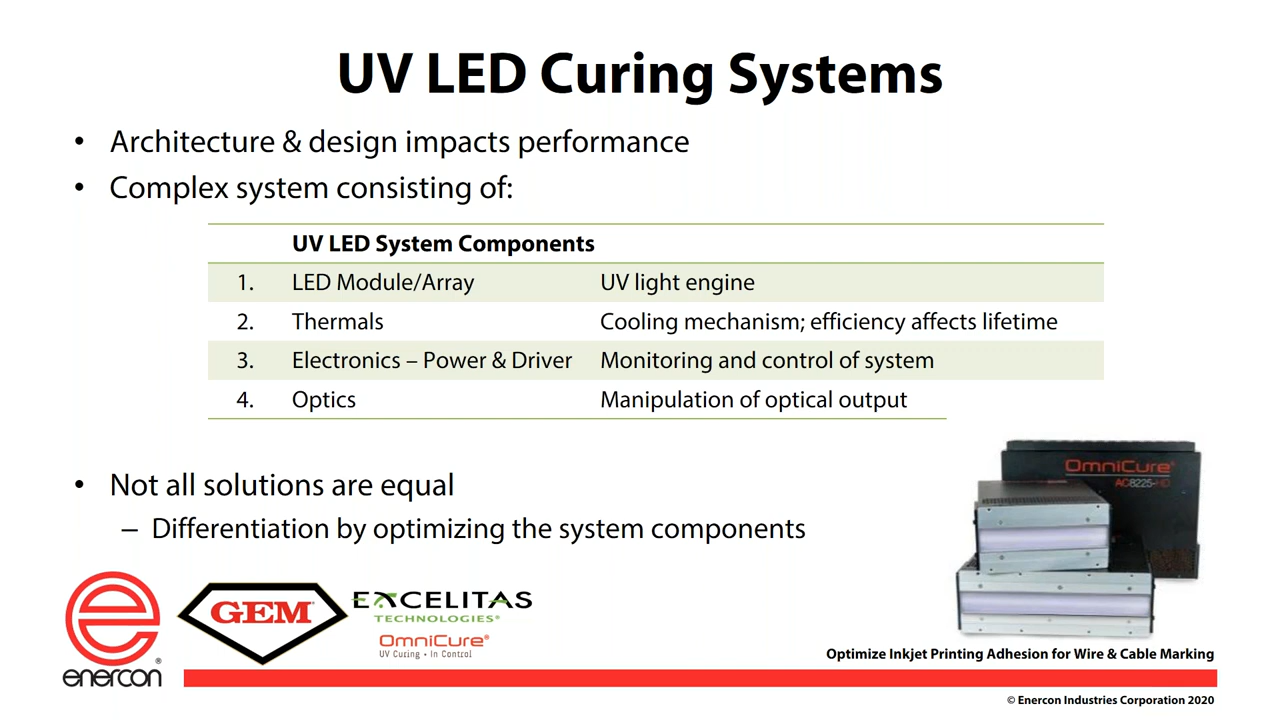 UV LED Curing Systems
• Architecture & design impacts performance
• Complex system consisting of:
UV LED System Components
1. LED Module/Array UV light engine
2. Thermals Cooling mechanism; efficiency affects lifetime
3. Electronics – Power & Driver Monitoring and control of system
4. Optics Manipulation of optical output
• Not all solutions are equal
– Differentiation by optimizing the system components
OmniCure®
AC8225-HD
enercon®
GEM®
EXCELITAS
TECHNOLOGIES®
OmniCure®
UV Curing • In Control
Optimize Inkjet Printing Adhesion for Wire & Cable Marking
© Enercon Industries Corporation 2020